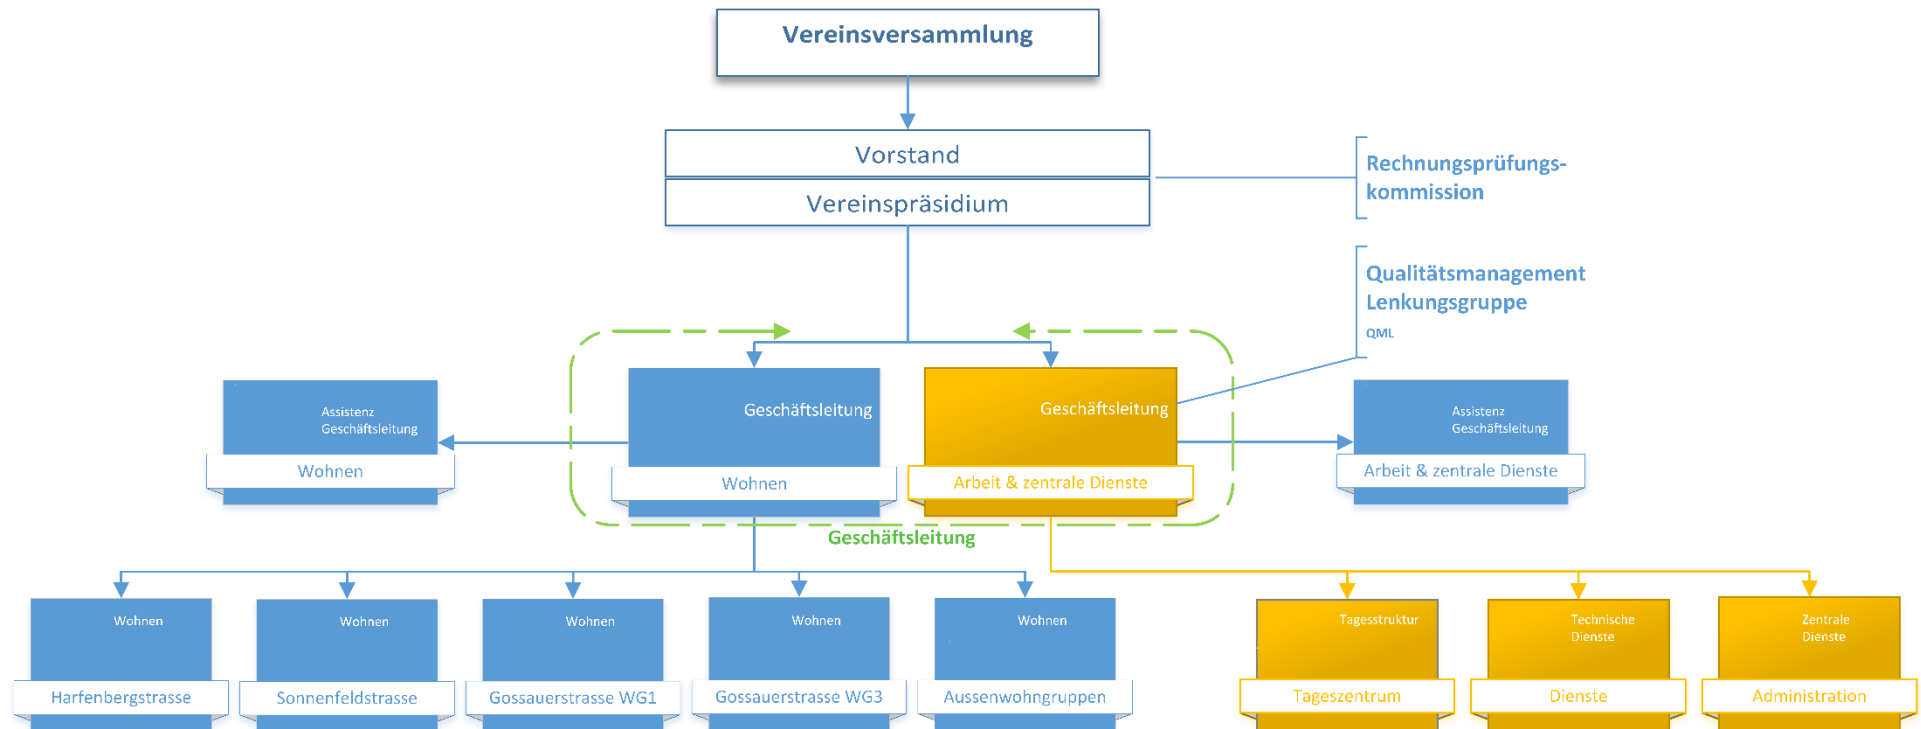 Vereinsversammlung
Vorstand
Vereinspräsidium
Rechnungsprüfungs-
kommission
Qualitätsmanagement
Lenkungsgruppe
QML
Assistenz
Geschäftsleitung
Wohnen
Geschäftsleitung
Wohnen
Geschäftsleitung
Arbeit & zentrale Dienste
Assistenz
Geschäftsleitung
Arbeit & zentrale Dienste
Geschäftsleitung
Wohnen
Harfenbergstrasse
Wohnen
Sonnenfeldstrasse
Wohnen
Gossauerstrasse WG1
Wohnen
Gossauerstrasse WG3
Wohnen
Aussenwohngruppen
Tagesstruktur
Tageszentrum
Technische
Dienste
Dienste
Zentrale
Dienste
Administration